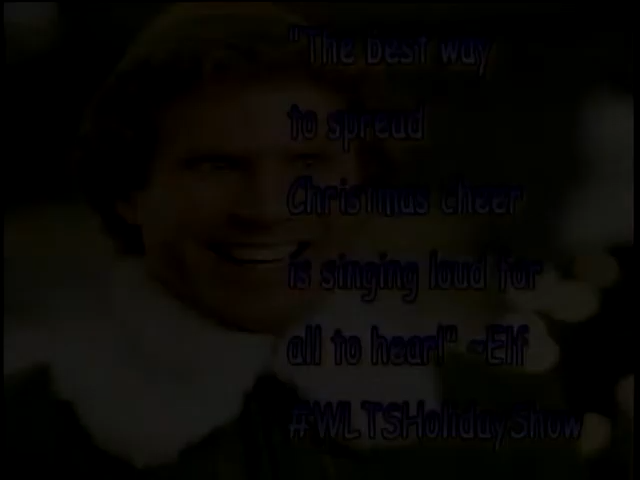 "The best way
to spread
Christmas cheer
is singing loud for
all to hear!" ~Elf
#WLTSHolidayShow